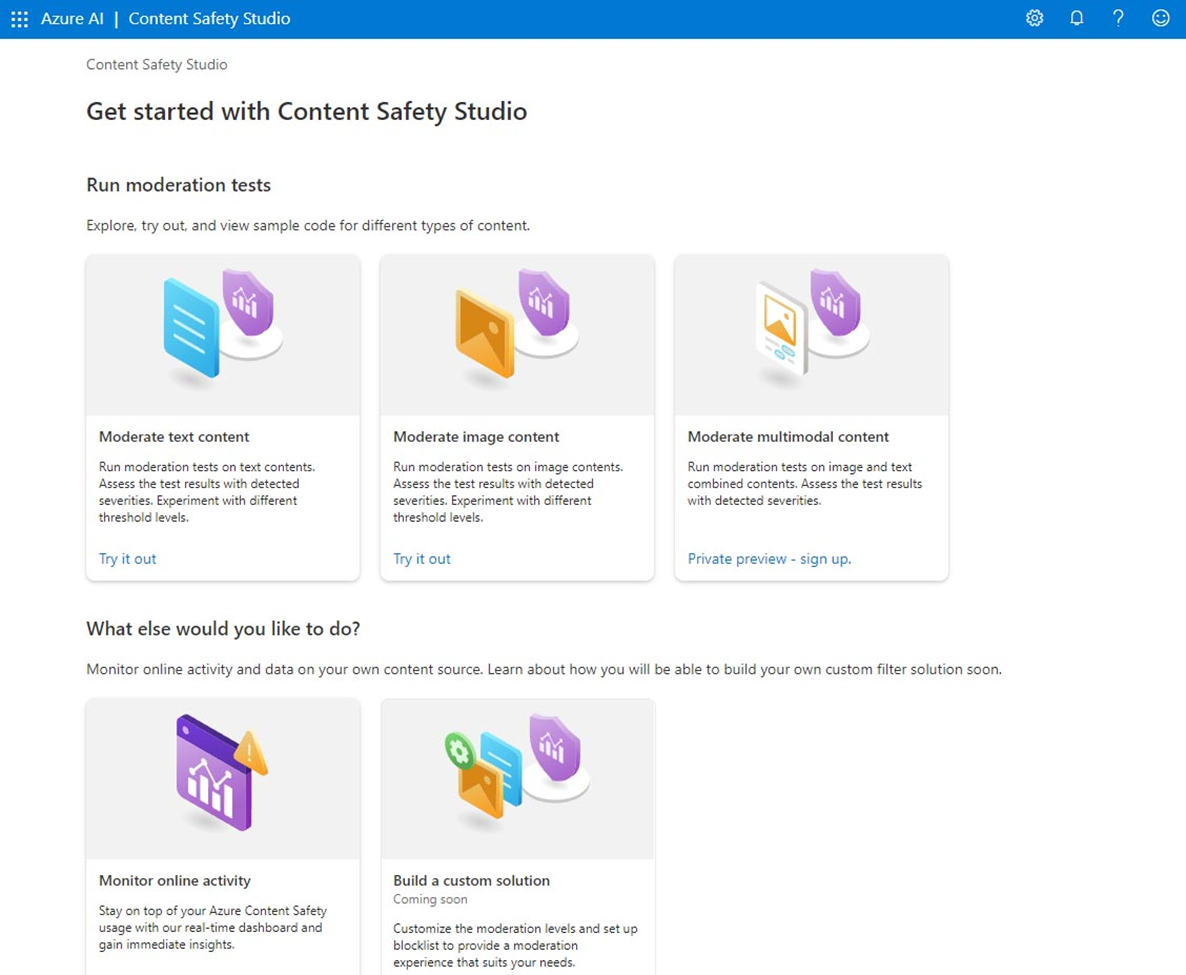 Azure AI | Content Safety Studio
Content Safety Studio
Get started with Content Safety Studio
Run moderation tests
Explore, try out, and view sample code for different types of content.
Moderate text content
Run moderation tests on text contents.
Assess the test results with detected
severities. Experiment with different
threshold levels.
Try it out
Moderate image content
Run moderation tests on image contents.
Assess the test results with detected
severities. Experiment with different
threshold levels.
Try it out
Moderate multimodal content
Run moderation tests on image and text
combined contents. Assess the test results
with detected severities.
Private preview - sign up.
What else would you like to do?
Monitor online activity and data on your own content source. Learn about how you will be able to build your own custom filter solution soon.
Monitor online activity
Stay on top of your Azure Content Safety
usage with our real-time dashboard and
gain immediate insights.
Build a custom solution
Coming soon
Customize the moderation levels and set up
blocklist to provide a moderation
experience that suits your needs.